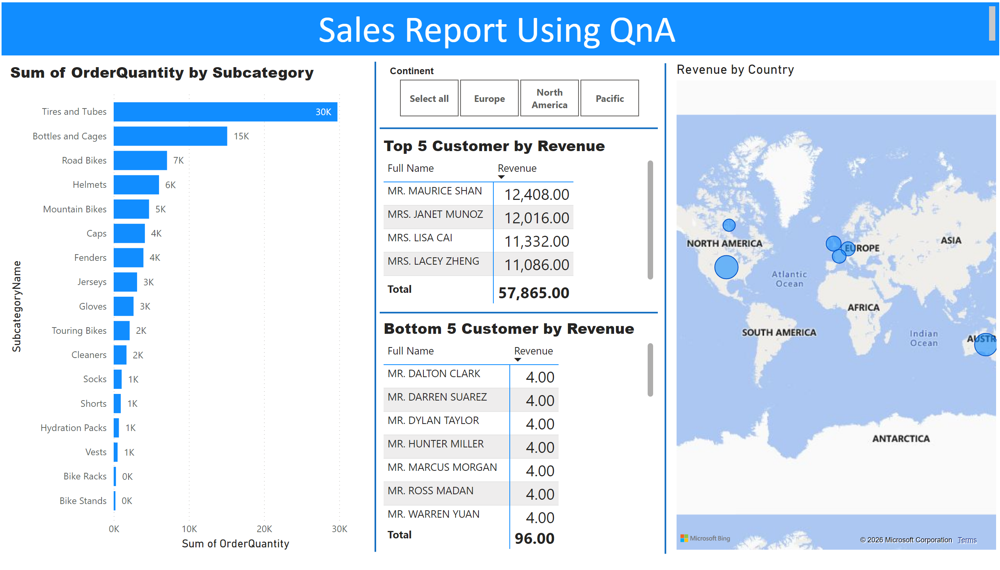 Sales Report Using QnA
Sum of OrderQuantity by Subcategory
SubcategoryName
Tires and Tubes 30K
Bottles and Cages 15K
Road Bikes 7K
Helmets 6K
Mountain Bikes 5K
Caps 4K
Fenders 4K
Jerseys 3K
Gloves 3K
Touring Bikes 2K
Cleaners 2K
Socks 1K
Shorts 1K
Hydration Packs 1K
Vests 1K
Bike Racks 0K
Bike Stands 0K
0K 10K 20K 30K
Sum of OrderQuantity
Continent
Select all
Europe
North
America
Pacific
Top 5 Customer by Revenue
Full Name Revenue
MR. MAURICE SHAN 12,408.00
MRS. JANET MUNOZ 12,016.00
MRS. LISA CAI 11,332.00
MRS. LACEY ZHENG 11,086.00
Total 57,865.00
Bottom 5 Customer by Revenue
Full Name Revenue
MR. DALTON CLARK 4.00
MR. DARREN SUAREZ 4.00
MR. DYLAN TAYLOR 4.00
MR. HUNTER MILLER 4.00
MR. MARCUS MORGAN 4.00
MR. ROSS MADAN 4.00
MR. WARREN YUAN 4.00
Total 96.00
Revenue by Country
NORTH AMERICA
EUROPE
ASIA
Atlantic
Ocean
AFRICA
SOUTH AMERICA
Indian
Ocean
AUSTR
ANTARCTICA
Microsoft Bing
© 2026 Microsoft Corporation Terms